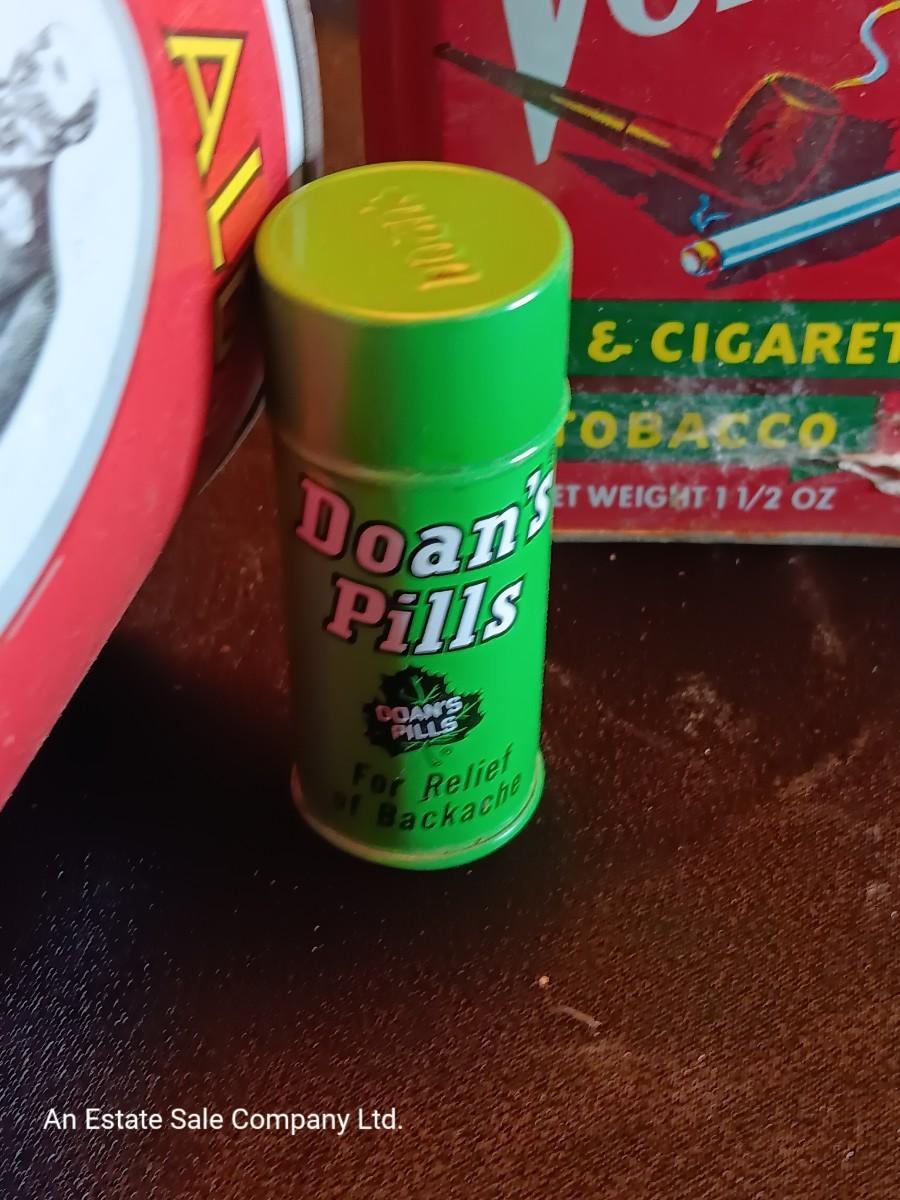 AL
& CIGARET
TOBACCO
ET WEIGHT 1 1/2 OZ
Doan's
Pills
DOAN'S
PILLS
For Relief
of Backache
An Estate Sale Company Ltd.